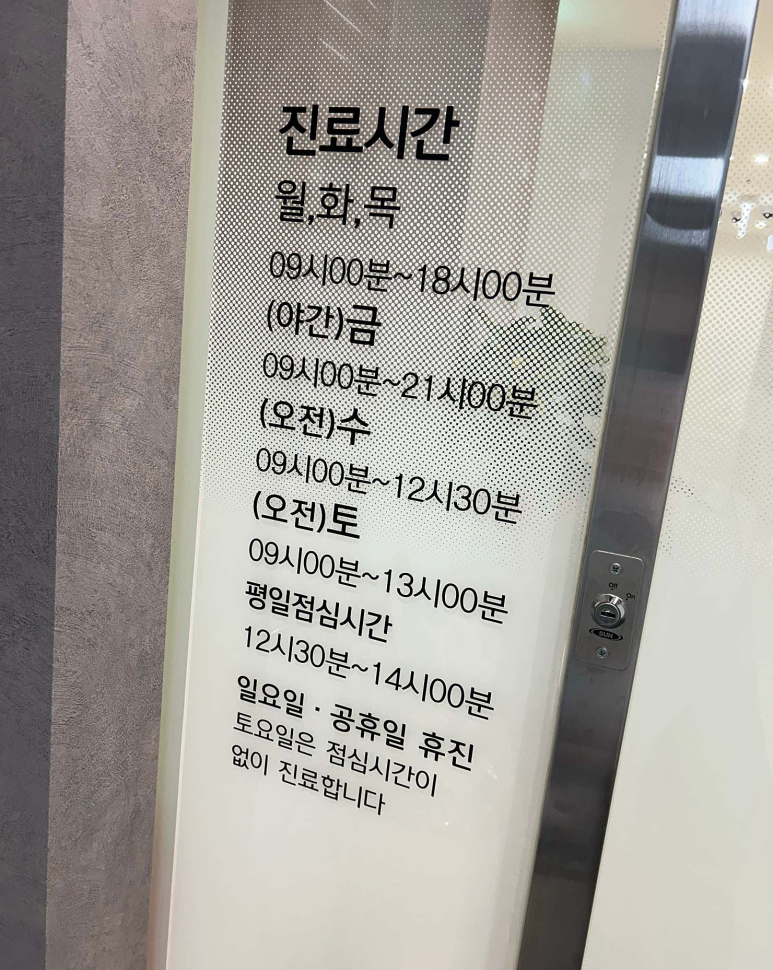 진료시간
월,화,목
09시00분~18시00분
(야간)금
09시00분~21시00분
(오전)수
09시00분~12시30분
(오전)토
09시00분~13시00분
평일점심시간
12시30분~14시00분
일요일 · 공휴일 휴진
토요일은 점심시간이
없이 진료합니다
Off On
SUN